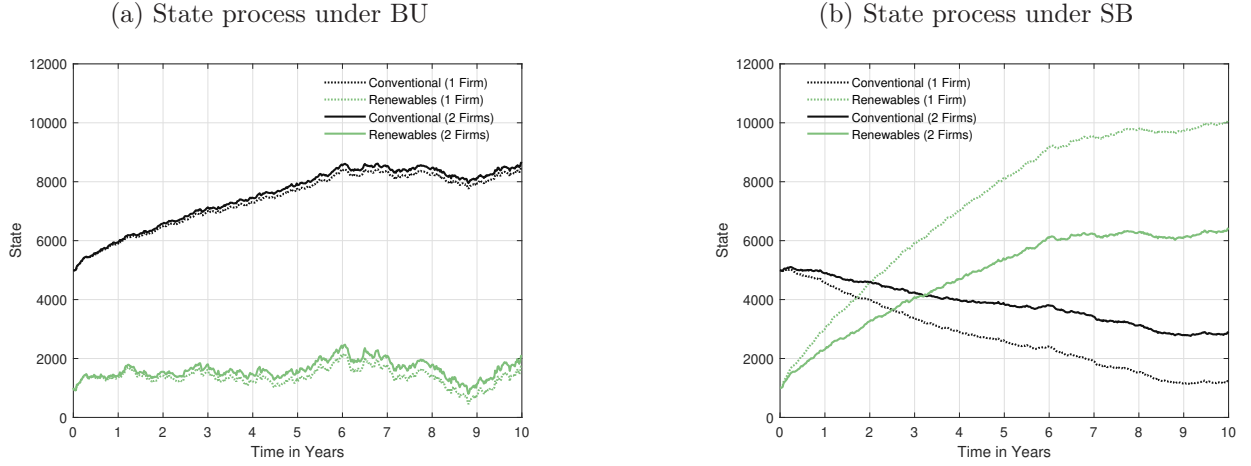 (a) State process under BU
12000
10000
8000
6000
4000
2000
0
State
Conventional (1 Firm)
Renewables (1 Firm)
Conventional (2 Firms)
Renewables (2 Firms)
0 1 2 3 4 5 6 7 8 9 10
Time in Years
(b) State process under SB
12000
10000
8000
6000
4000
2000
0
State
Conventional (1 Firm)
Renewables (1 Firm)
Conventional (2 Firms)
Renewables (2 Firms)
0 1 2 3 4 5 6 7 8 9 10
Time in Years